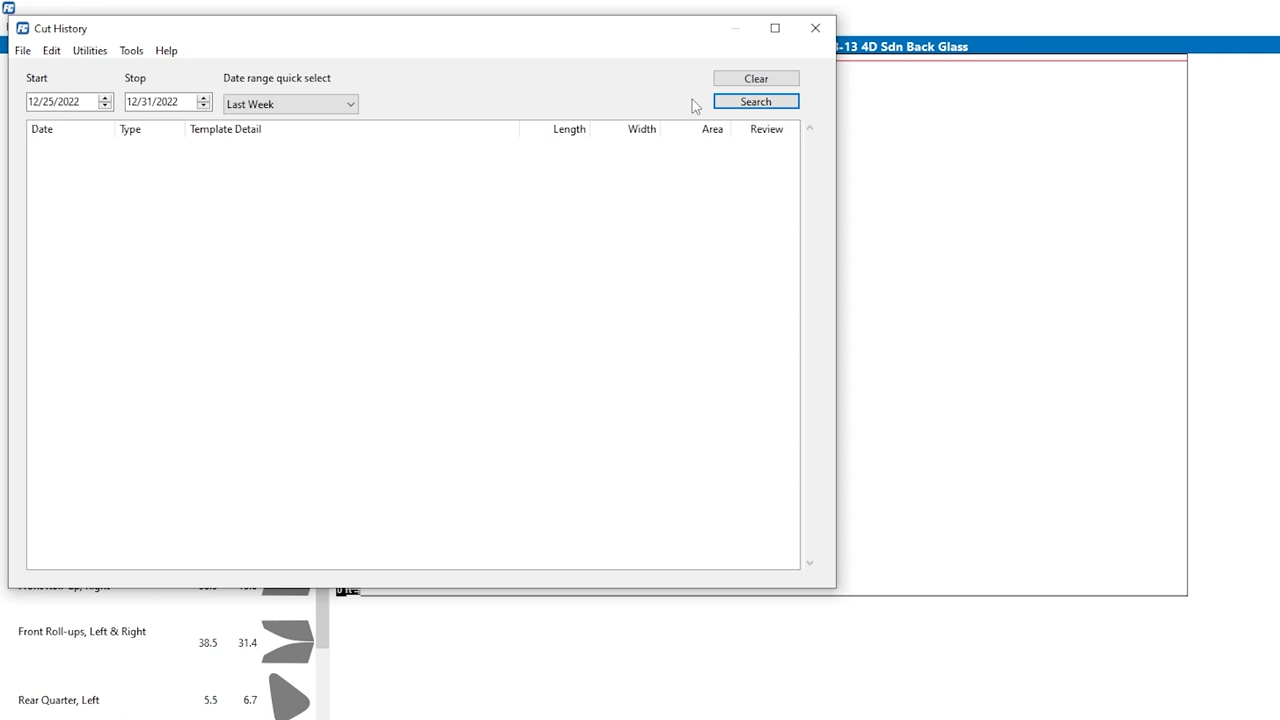 Cut History
File Edit Utilities Tools Help
-13 4D Sdn Back Glass
Start Stop Date range quick select Clear
12/25/2022 12/31/2022 Last Week Search
Date Type Template Detail Length Width Area Review
Front Roll-ups, Left & Right 38.5 31.4
Rear Quarter, Left 5.5 6.7